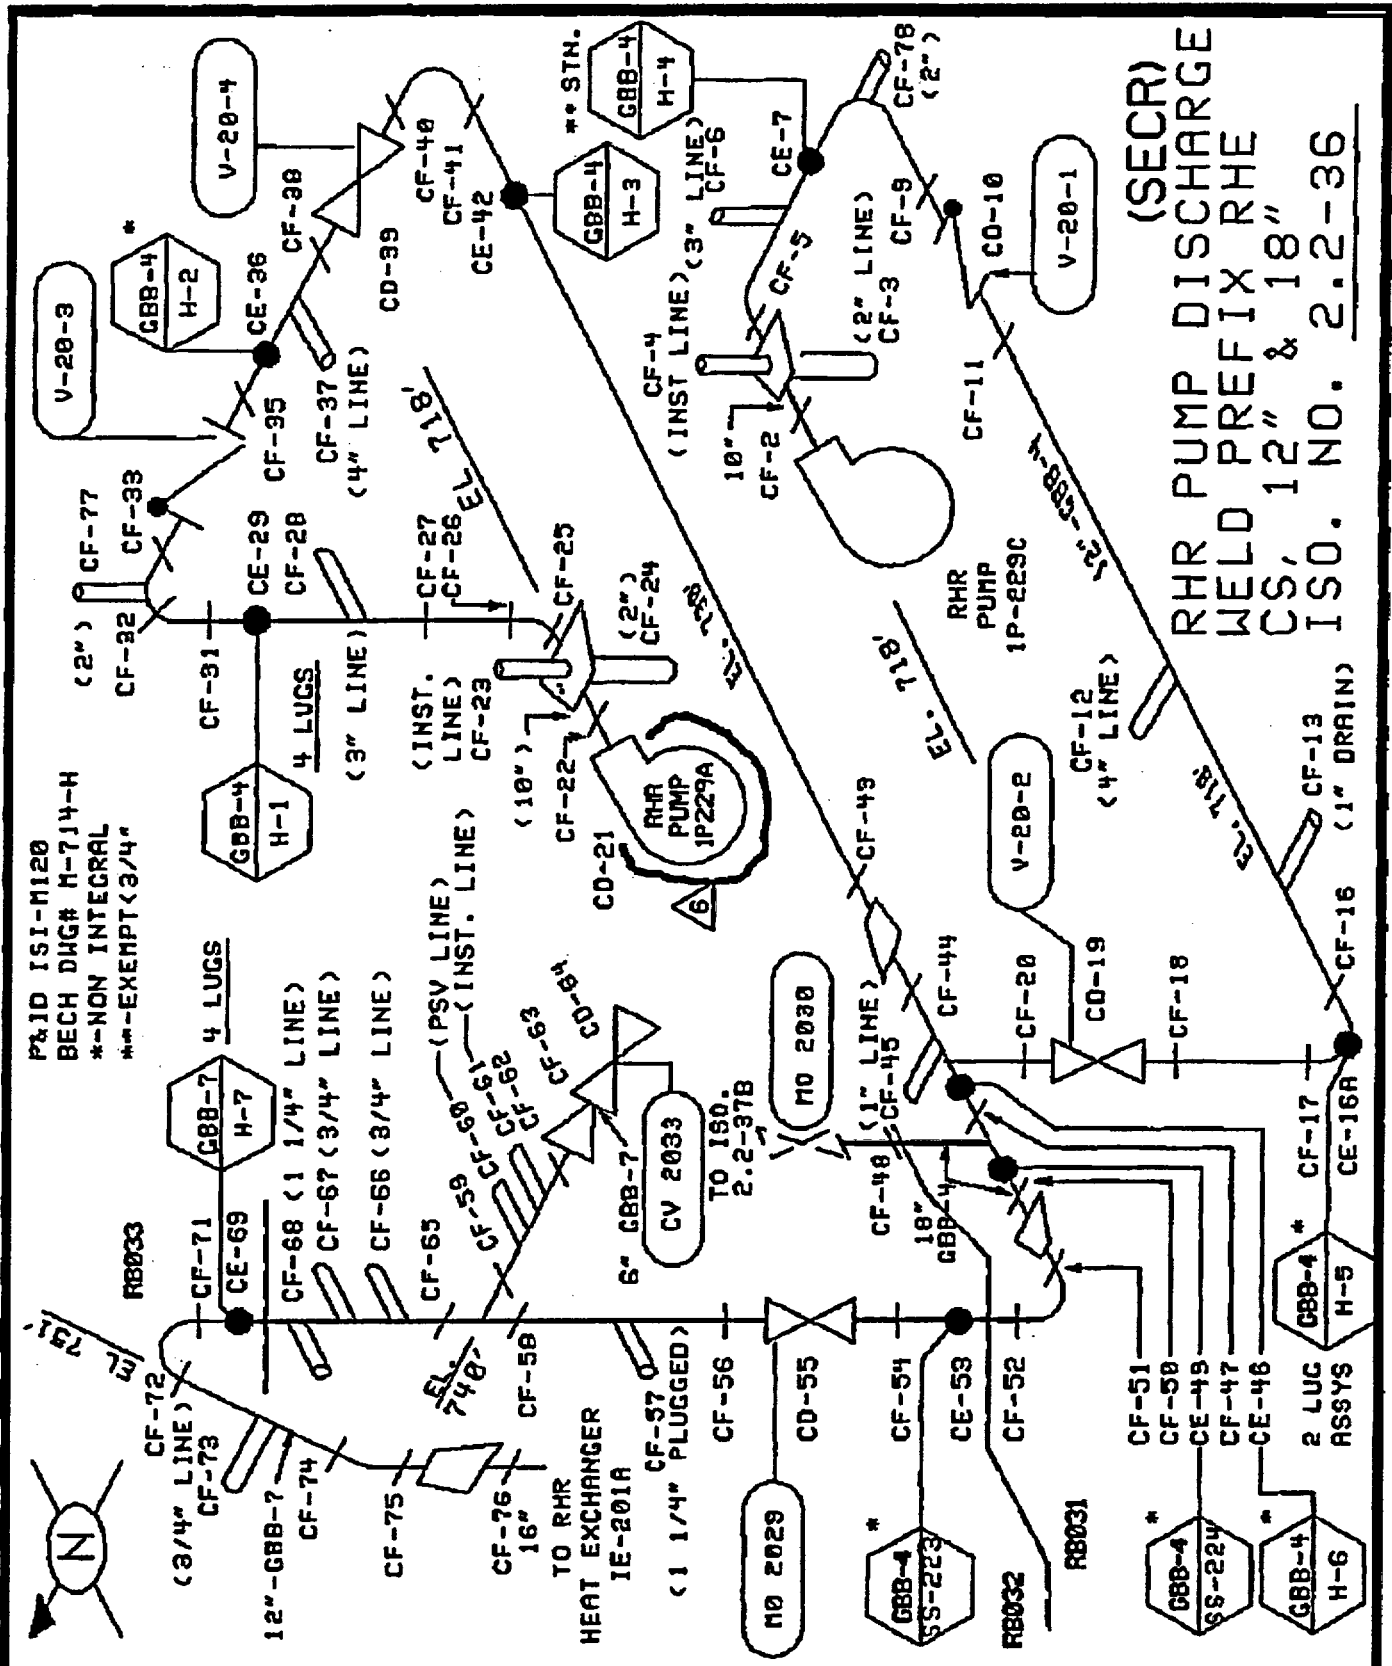 P&ID ISI-M120
BECH DWG# M-714-H
*-NON INTEGRAL
**-EXEMPT<3/4"
N
EL 751'
RB033
CF-71
CE-69
4 LUGS
GBB-7
H-7
CF-72
(3/4" LINE)
CF-73
12"-GBB-7
CF-74
CF-75
CF-76
16"
TO RHR
HEAT EXCHANGER
IE-201A
CF-68 (1 1/4" LINE)
CF-67 (3/4" LINE)
CF-66 (3/4" LINE)
CF-65
EL.
740'
CF-58
CF-57
(1 1/4" PLUGGED)
CF-59
CF-60-(PSV LINE)
CF-61-(INST. LINE)
CF-62
CF-63
CD-64
6" GBB-7
CV 2033
TO ISO.
2.2-37B
MO 2030
CF-56
CD-55
MO 2029
CF-54
CE-53
CF-52
*
GBB-4
SS-223
RB032
RB031
CF-48
18"
GBB-4
(1" LINE)
CF-45
CF-44
CF-43
CF-51
CF-50
CE-49
CF-47
CE-46
*
GBB-4
SS-224
*
GBB-4
H-6
*
GBB-4
H-5
2 LUG
ASSYS
CF-17
CE-16A
CF-16
CF-18
CD-19
CF-20
V-20-2
CF-13
(1" DRAIN)
CF-12
(4" LINE)
EL. 718'
12"-GBB-4
EL. 718'
EL. 730'
EL 718'
GBB-4
H-1
4 LUGS
(3" LINE)
CF-31
CF-32
(2")
CF-77
CF-33
CE-29
CF-28
CF-27
CF-26
CF-25
(2")
CF-24
(INST.
LINE)
CF-23
(10")
CF-22
CD-21
RHR
PUMP
1P229A
6
V-20-3
*
GBB-4
H-2
CE-36
CF-35
CF-37
(4" LINE)
CF-38
CD-39
V-20-4
CF-40
CF-41
CE-42
GBB-4
H-3
** STN.
GBB-4
H-4
(3" LINE)
CF-6
CE-7
CF-78
(2")
CF-5
CF-4
(INST LINE)
(2" LINE)
CF-3
10"
CF-2
RHR
PUMP
1P-229C
CF-9
CD-10
V-20-1
CF-11
(SECR)
RHR PUMP DISCHARGE
WELD PREFIX RHE
CS, 12" & 18"
ISO. NO. 2.2-36